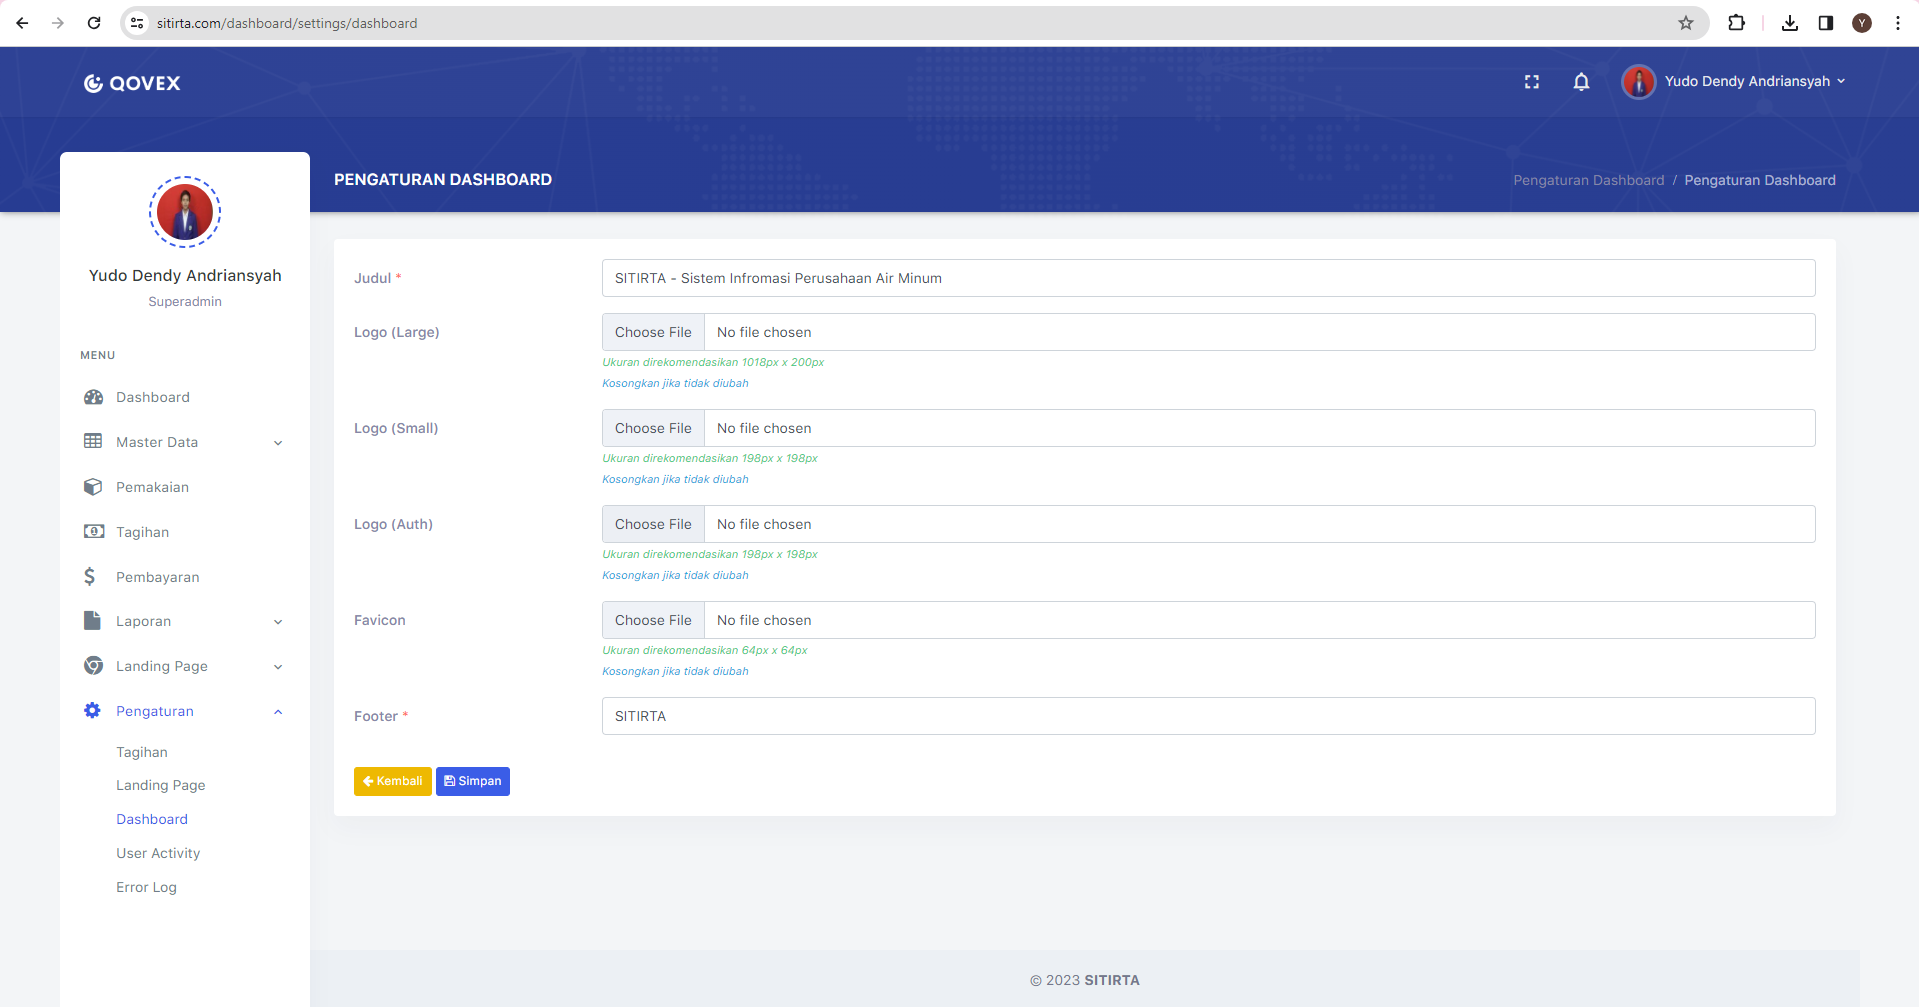 sitirta.com/dashboard/settings/dashboard
Y
QOVEX
Yudo Dendy Andriansyah
PENGATURAN DASHBOARD
Pengaturan Dashboard / Pengaturan Dashboard
Yudo Dendy Andriansyah
Superadmin
MENU
Dashboard
Master Data
Pemakaian
Tagihan
Pembayaran
Laporan
Landing Page
Pengaturan
Tagihan
Landing Page
Dashboard
User Activity
Error Log
Judul * SITIRTA - Sistem Infromasi Perusahaan Air Minum
Logo (Large) Choose File No file chosen
Ukuran direkomendasikan 1018px x 200px
Kosongkan jika tidak diubah
Logo (Small) Choose File No file chosen
Ukuran direkomendasikan 198px x 198px
Kosongkan jika tidak diubah
Logo (Auth) Choose File No file chosen
Ukuran direkomendasikan 198px x 198px
Kosongkan jika tidak diubah
Favicon Choose File No file chosen
Ukuran direkomendasikan 64px x 64px
Kosongkan jika tidak diubah
Footer * SITIRTA
Kembali Simpan
© 2023 SITIRTA